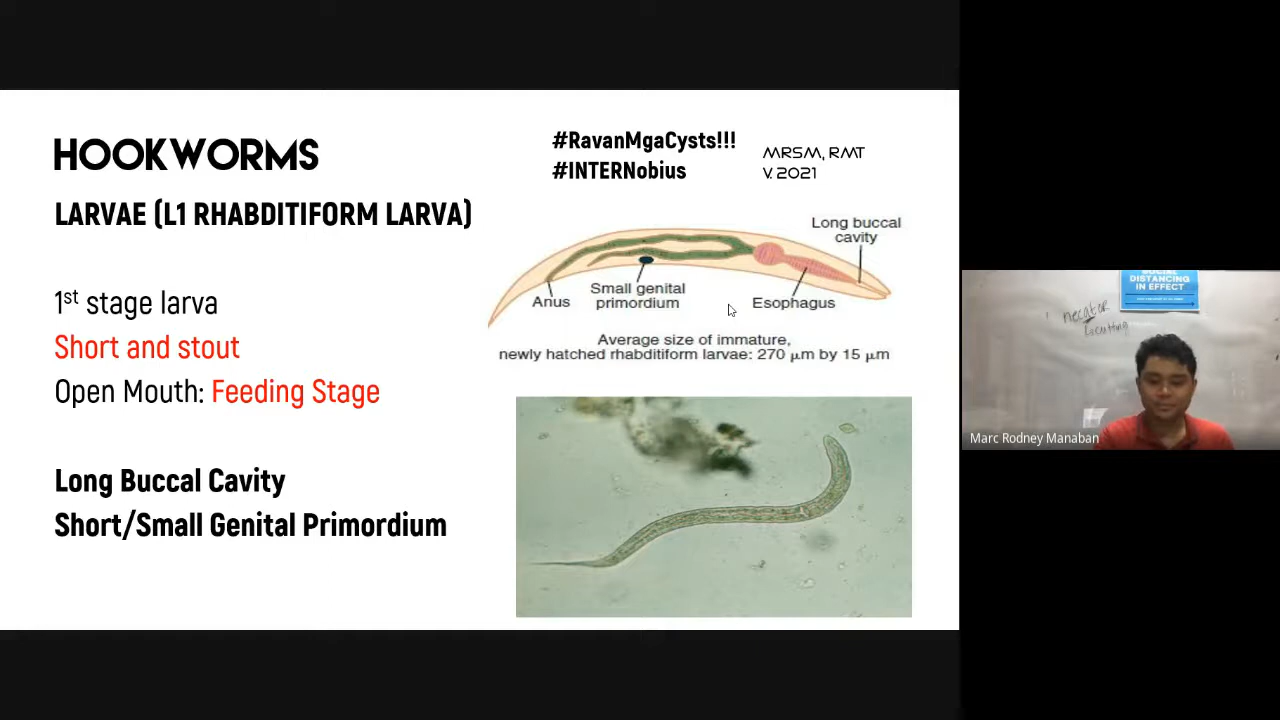 HOOKWORMS
#RavanMgaCysts!!!
#INTERNobius
MRSM, RMT
V. 2021
LARVAE (L1 RHABDITIFORM LARVA)
1st stage larva
Short and stout
Open Mouth: Feeding Stage
Long Buccal Cavity
Short/Small Genital Primordium
Long buccal
cavity
Anus
Small genital
primordium
Esophagus
Average size of immature,
newly hatched rhabditiform larvae: 270 µm by 15 µm
SOCIAL
DISTANCING
IN EFFECT
necator
Marc Rodney Manaban